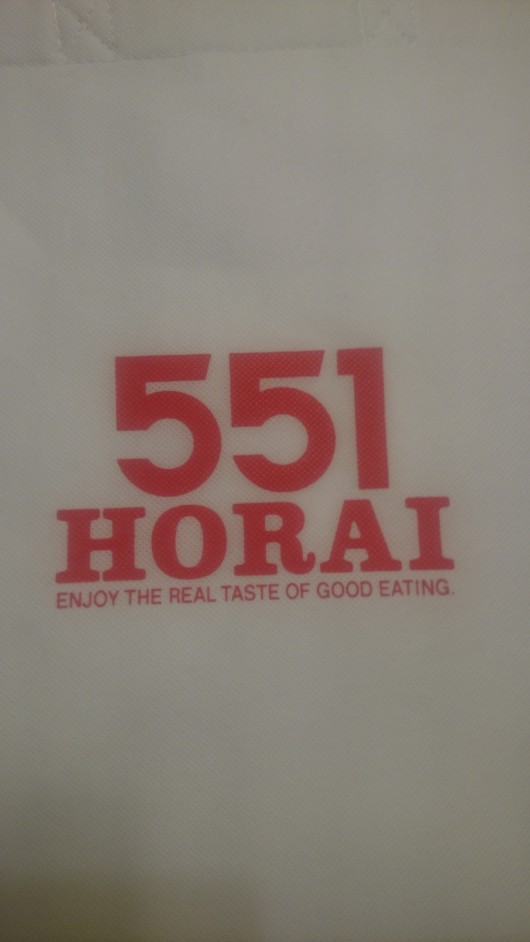 551
HORAI
ENJOY THE REAL TASTE OF GOOD EATING.